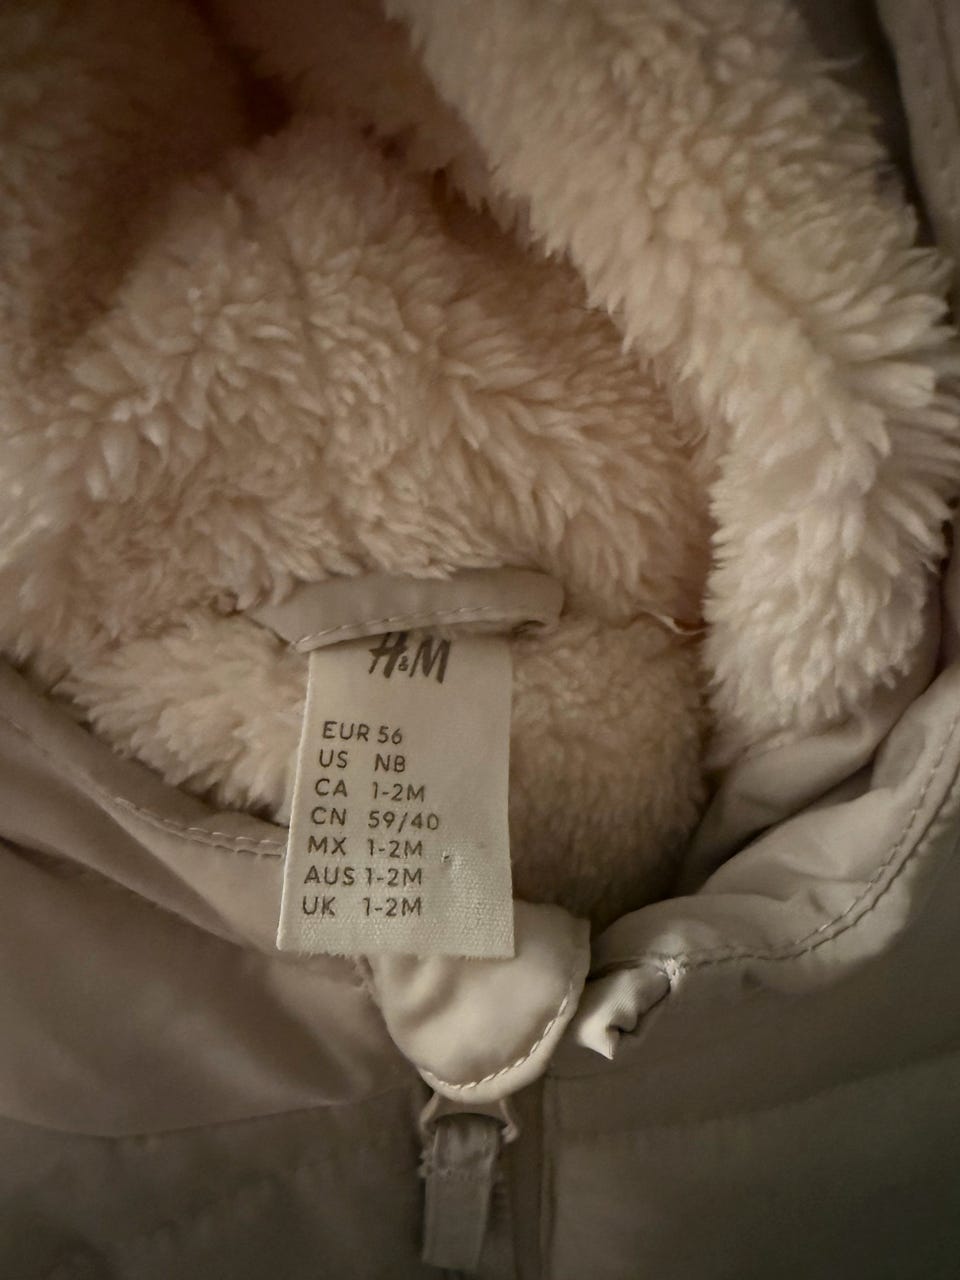 H&M
EUR 56
US NB
CA 1-2M
CN 59/40
MX 1-2M
AUS 1-2M
UK 1-2M